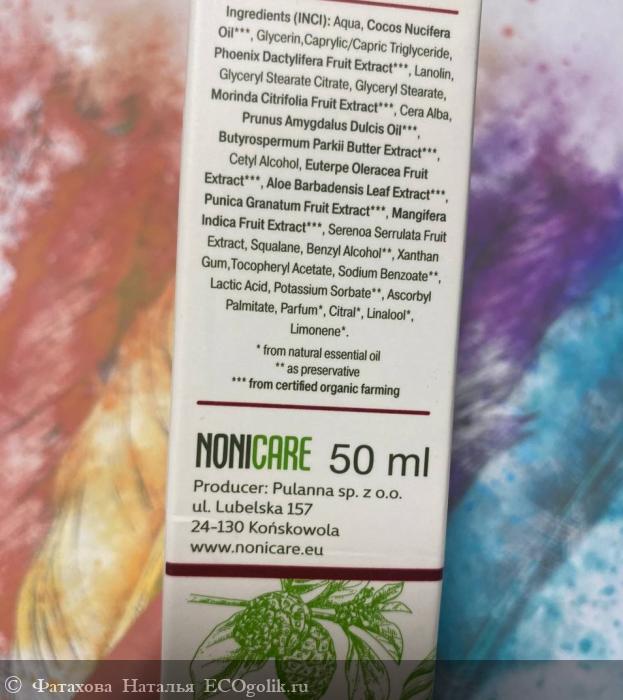 Ingredients (INCI): Aqua, Cocos Nucifera
Oil***, Glycerin,Caprylic/Capric Triglyceride,
Phoenix Dactylifera Fruit Extract***, Lanolin,
Glyceryl Stearate Citrate, Glyceryl Stearate,
Morinda Citrifolia Fruit Extract***, Cera Alba,
Prunus Amygdalus Dulcis Oil***,
Butyrospermum Parkii Butter Extract***,
Cetyl Alcohol, Euterpe Oleracea Fruit
Extract***, Aloe Barbadensis Leaf Extract***,
Punica Granatum Fruit Extract***, Mangifera
Indica Fruit Extract***, Serenoa Serrulata Fruit
Extract, Squalane, Benzyl Alcohol**, Xanthan
Gum,Tocopheryl Acetate, Sodium Benzoate**,
Lactic Acid, Potassium Sorbate**, Ascorbyl
Palmitate, Parfum*, Citral*, Linalool*,
Limonene*.
* from natural essential oil
** as preservative
*** from certified organic farming
NONICARE 50 ml
Producer: Pulanna sp. z o.o.
ul. Lubelska 157
24-130 Końskowola
www.nonicare.eu
© Фатахова Наталья ECOgolik.ru